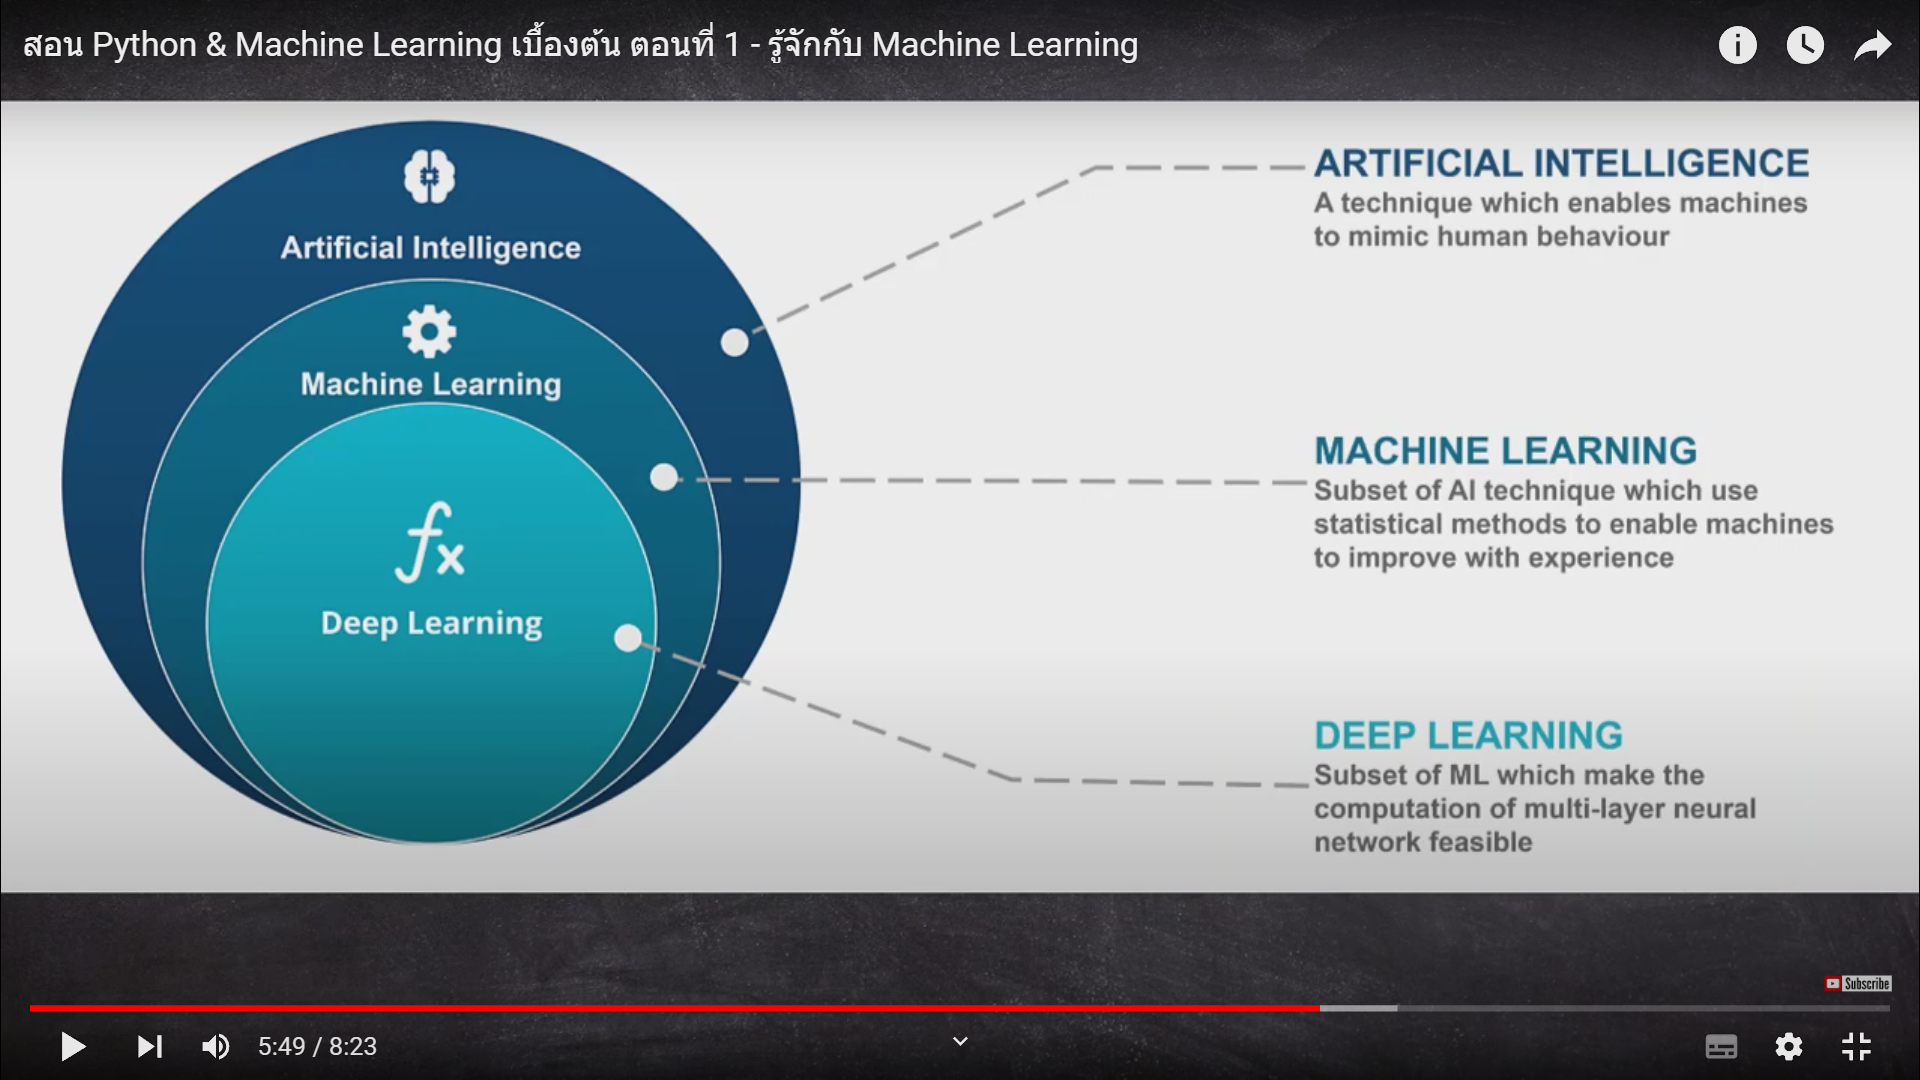 สอน Python & Machine Learning เบื้องต้น ตอนที่ 1 - รู้จักกับ Machine Learning
Artificial Intelligence
Machine Learning
fx
Deep Learning
ARTIFICIAL INTELLIGENCE
A technique which enables machines
to mimic human behaviour
MACHINE LEARNING
Subset of AI technique which use
statistical methods to enable machines
to improve with experience
DEEP LEARNING
Subset of ML which make the
computation of multi-layer neural
network feasible
Subscribe
5:49 / 8:23